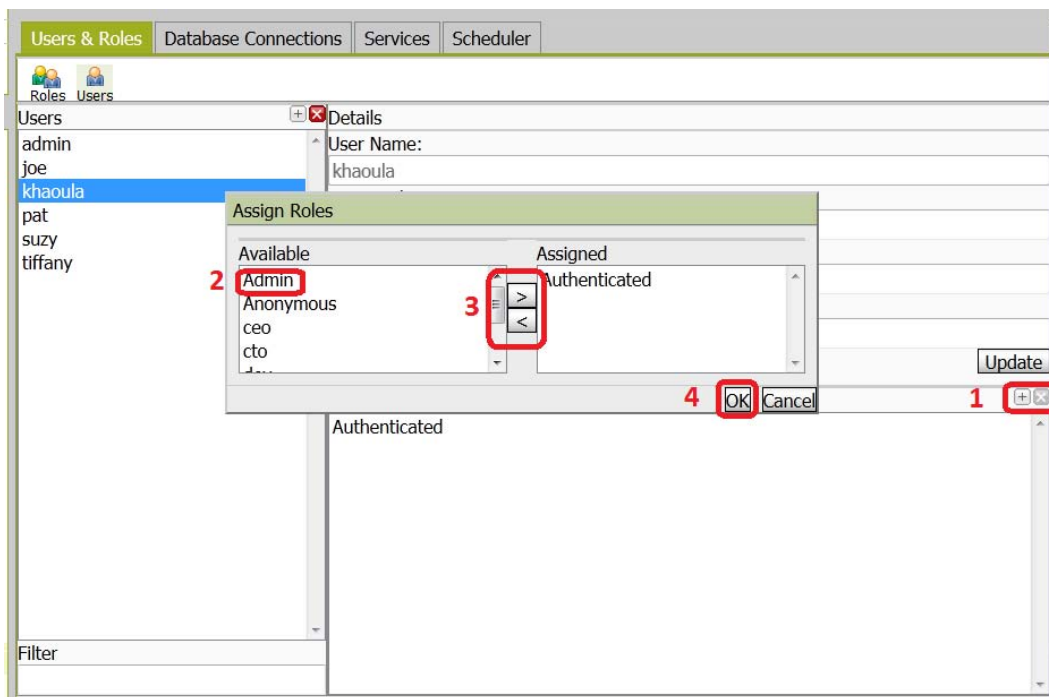 Users & Roles Database Connections Services Scheduler
Roles Users
Users + Details
admin
joe
khaoula
pat
suzy
tiffany
User Name:
khaoula
Assign Roles
Available
Assigned
2 Admin
Anonymous
ceo
cto
Authenticated
3 >
<
4 OK Cancel
Update
1 +
Authenticated
Filter